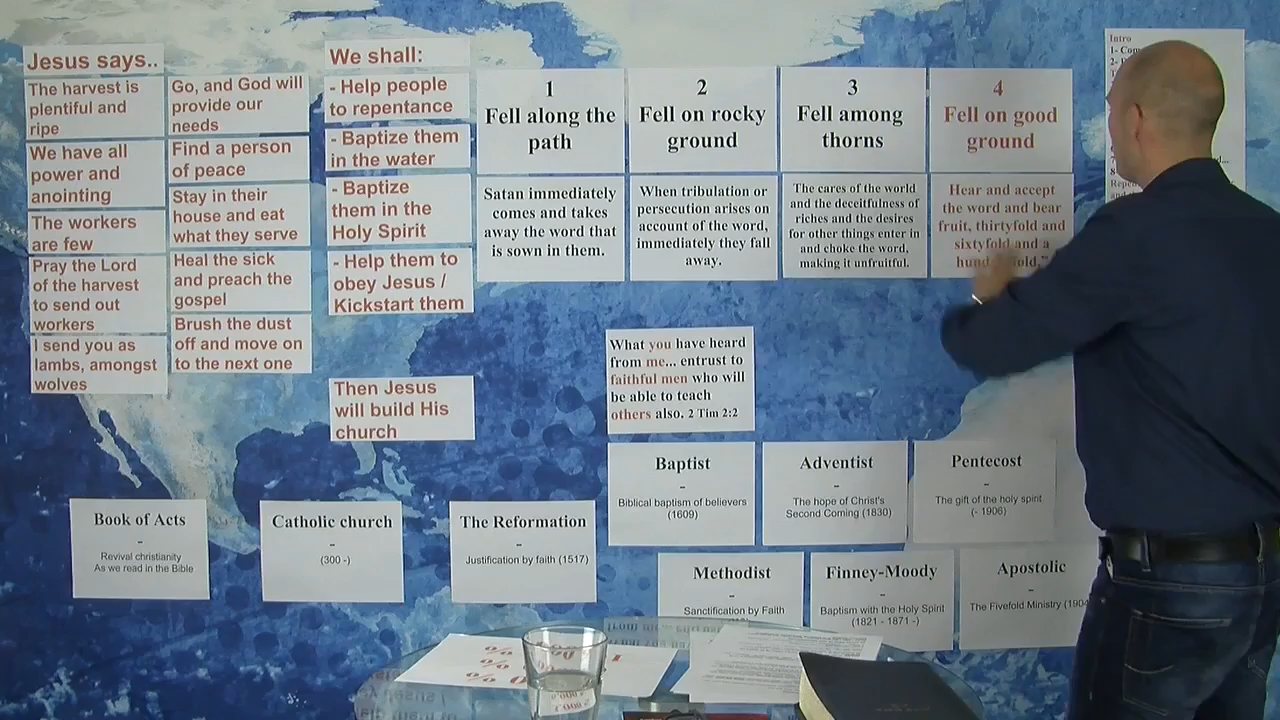 Jesus says..
The harvest is
plentiful and
ripe
We have all
power and
anointing
The workers
are few
Pray the Lord
of the harvest
to send out
workers
I send you as
lambs, amongst
wolves
Go, and God will
provide our
needs
Find a person
of peace
Stay in their
house and eat
what they serve
Heal the sick
and preach the
gospel
Brush the dust
off and move on
to the next one
We shall:
- Help people
to repentance
- Baptize them
in the water
- Baptize
them in the
Holy Spirit
- Help them to
obey Jesus /
Kickstart them
Then Jesus
will build His
church
1
Fell along the
path
Satan immediately
comes and takes
away the word that
is sown in them.
2
Fell on rocky
ground
When tribulation or
persecution arises on
account of the word,
immediately they fall
away.
3
Fell among
thorns
The cares of the world
and the deceitfulness of
riches and the desires
for other things enter in
and choke the word,
making it unfruitful.
4
Fell on good
ground
Hear and accept
the word and bear
fruit, thirtyfold and
sixtyfold and a
Intro
What you have heard
from me... entrust to
faithful men who will
be able to teach
others also. 2 Tim 2:2
Book of Acts
-
Revival christianity
As we read in the Bible
Catholic church
-
(300 -)
The Reformation
-
Justification by faith (1517)
Baptist
-
Biblical baptism of believers
(1609)
Adventist
-
The hope of Christ's
Second Coming (1830)
Pentecost
-
The gift of the holy spirit
(- 1906)
Methodist
-
Sanctification by Faith
Finney-Moody
-
Baptism with the Holy Spirit
(1821 - 1871 -)
Apostolic
-
The Fivefold Ministry (1904